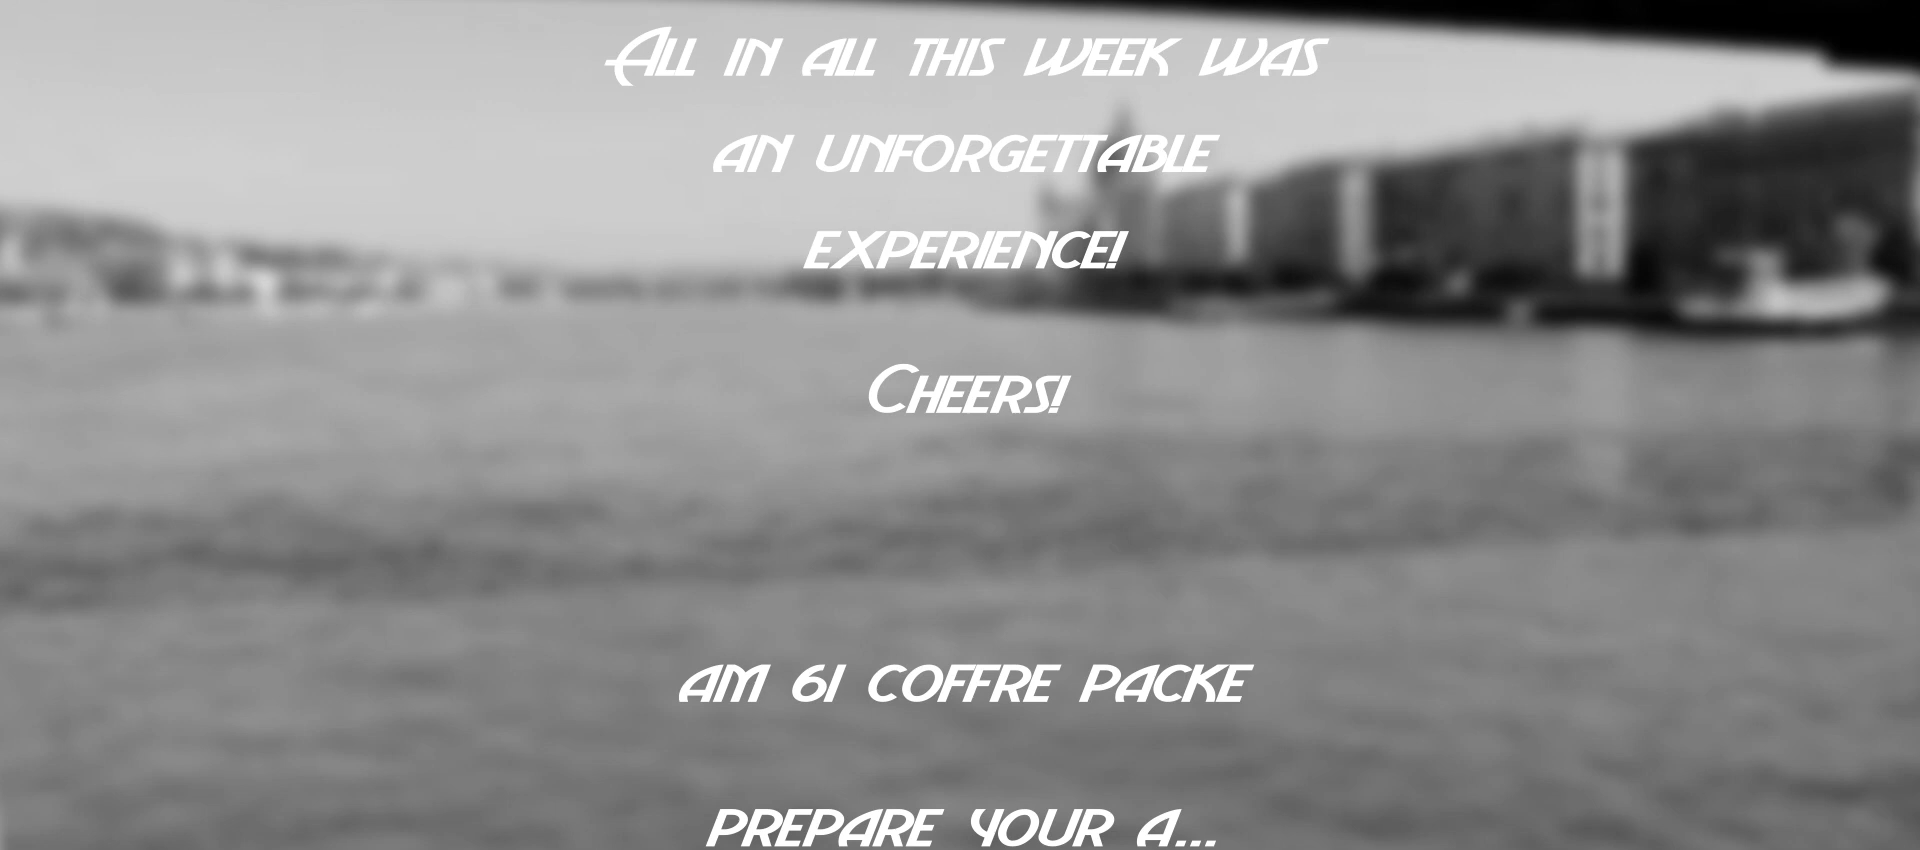 All in all this week was
an unforgettable
experience!
Cheers!
am 61 coffre packe
prepare your a...